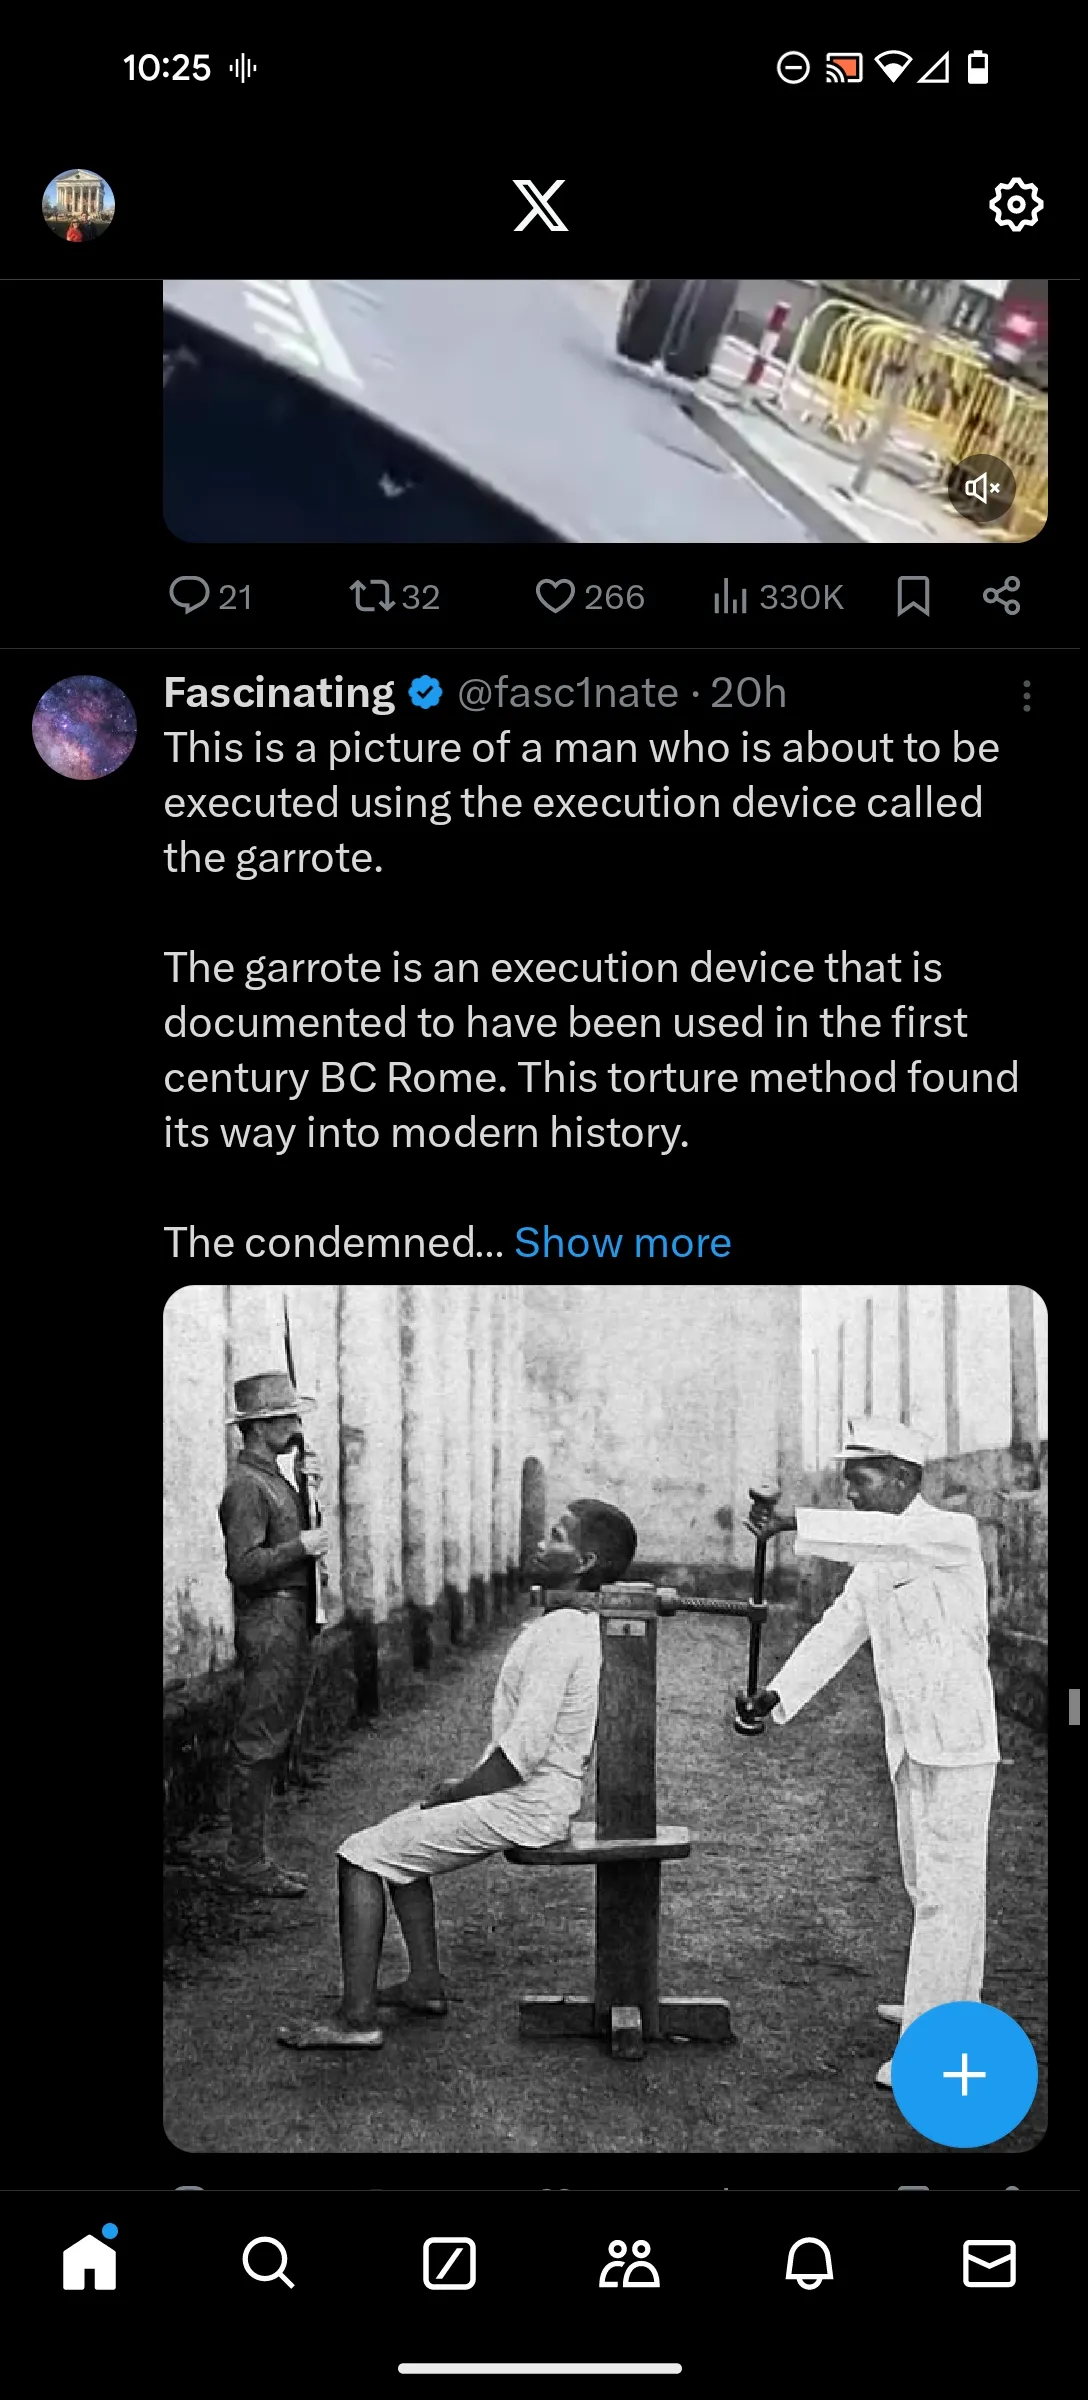 10:25
21 32 266 330K
Fascinating @fasc1nate · 20h
This is a picture of a man who is about to be
executed using the execution device called
the garrote.
The garrote is an execution device that is
documented to have been used in the first
century BC Rome. This torture method found
its way into modern history.
The condemned... Show more